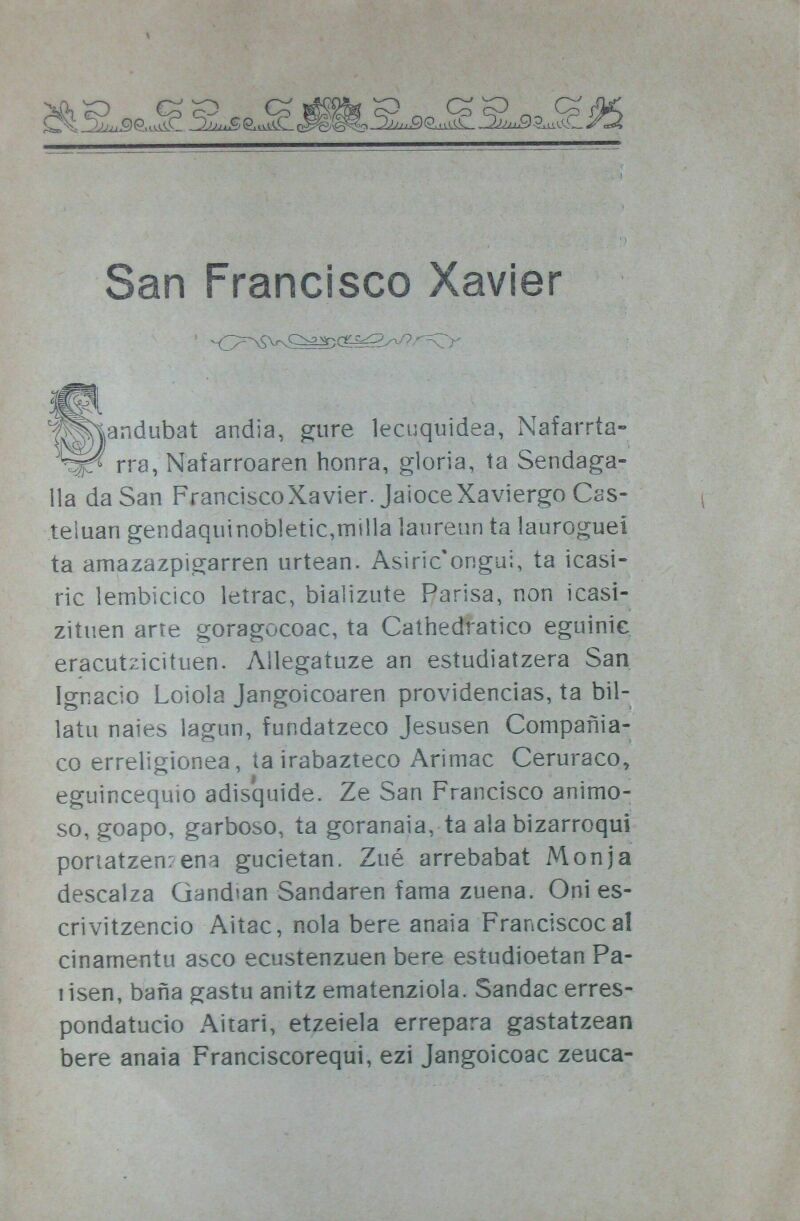 San Francisco Xavier
Sandubat andia, gure lecuquidea, Nafarrta-
rra, Nafarroaren honra, gloria, ta Sendaga-
lla da San Francisco Xavier. Jaioce Xaviergo Cas-
teluan gendaqui nobletic, milla laureun ta lauroguei
ta amazazpigarren urtean. Asiric ongui, ta icasi-
ric lembicico letrac, bializute Parisa, non icasi-
zituen arte goragocoac, ta Cathedratico eguinic
eracutzicituen. Allegatuze an estudiatzera San
Ignacio Loiola Jangoicoaren providencias, ta bil-
latu naies lagun, fundatzeco Jesusen Compañia-
co erreligionea, ta irabazteco Arimac Ceruraco,
eguincequio adisquide. Ze San Francisco animo-
so, goapo, garboso, ta goranaia, ta ala bizarroqui
portatzenzena gucietan. Zué arrebabat Monja
descalza Gandian Sandaren fama zuena. Oni es-
crivitzencio Aitac, nola bere anaia Franciscoc al
cinamentu asco ecustenzuen bere estudioetan Pa-
risen, baña gastu anitz ematenziola. Sandac erres-
pondatucio Aitari, etzeiela errepara gastatzean
bere anaia Franciscorequi, ezi Jangoicoac zeuca-